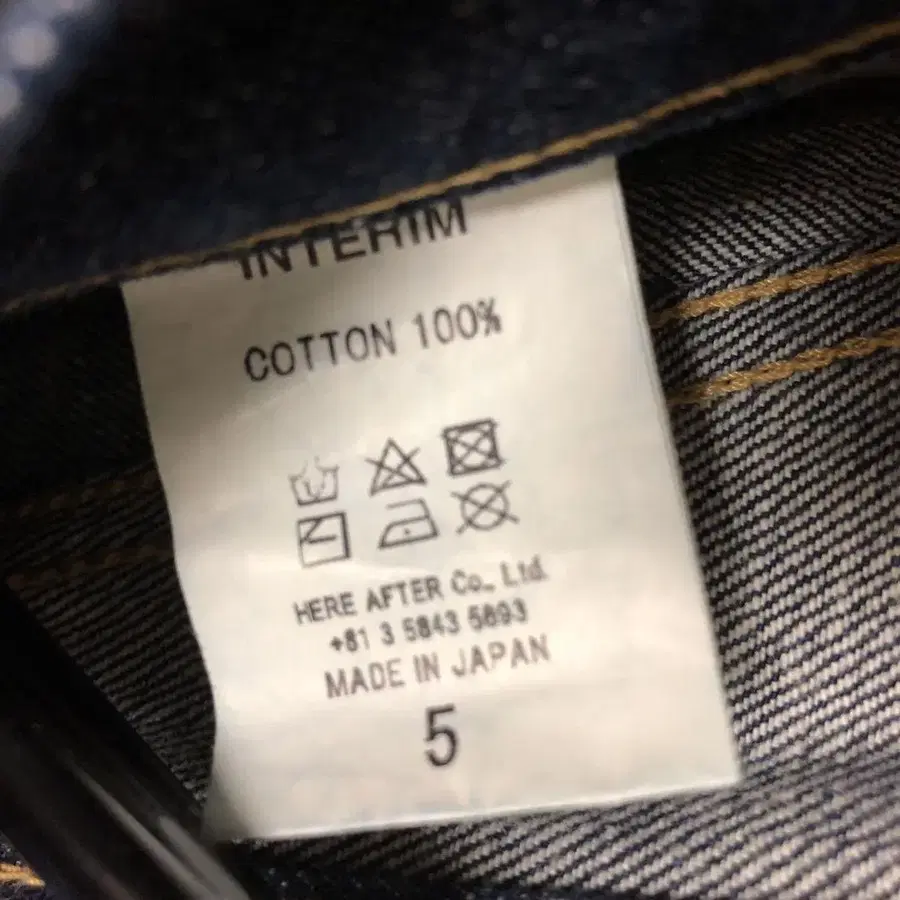 INTERIM
COTTON 100%
HERE AFTER Co., Ltd.
+81 3 5843 5893
MADE IN JAPAN
5